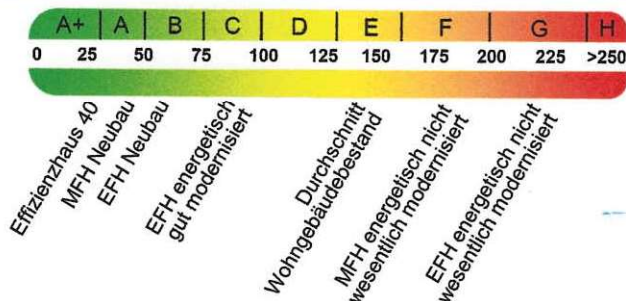 A+ A B C D E F G H
0 25 50 75 100 125 150 175 200 225 >250
Effizienzhaus 40
MFH Neubau
EFH Neubau
EFH energetisch
gut modernisiert
Durchschnitt
Wohngebäudebestand
MFH energetisch nicht
wesentlich modernisiert
EFH energetisch nicht
wesentlich modernisiert